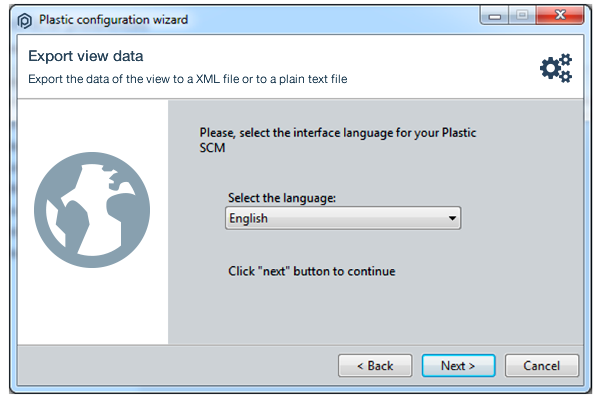 Plastic configuration wizard
Export view data
Export the data of the view to a XML file or to a plain text file
Please, select the interface language for your Plastic
SCM
Select the language:
English
Click "next" button to continue
< Back
Next >
Cancel